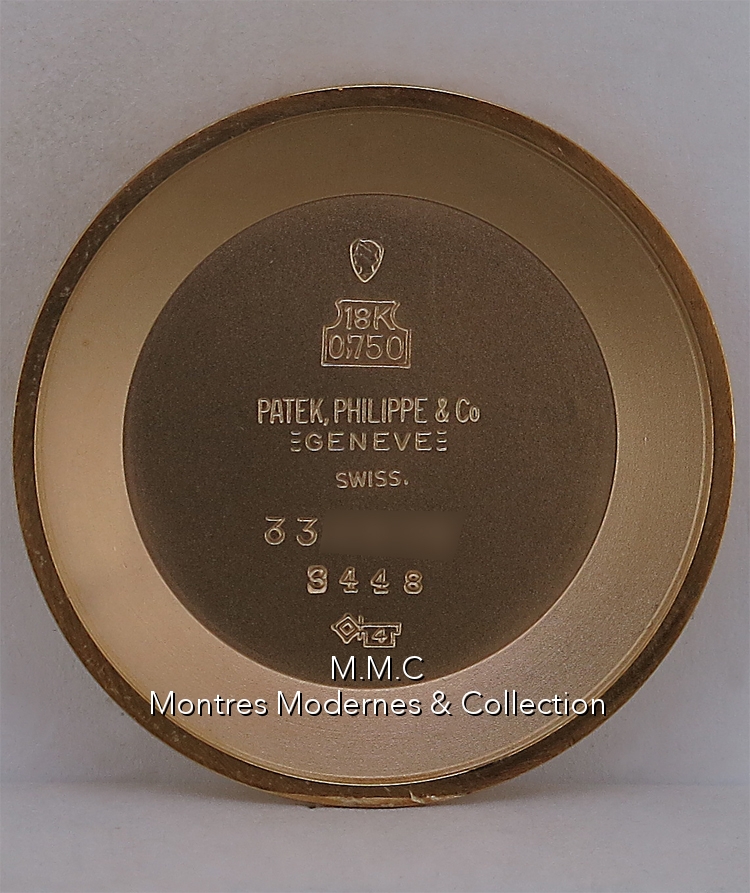 18K
0,750
PATEK, PHILIPPE & Co
GENEVE
SWISS.
33
3448
4
M.M.C
Montres Modernes & Collection